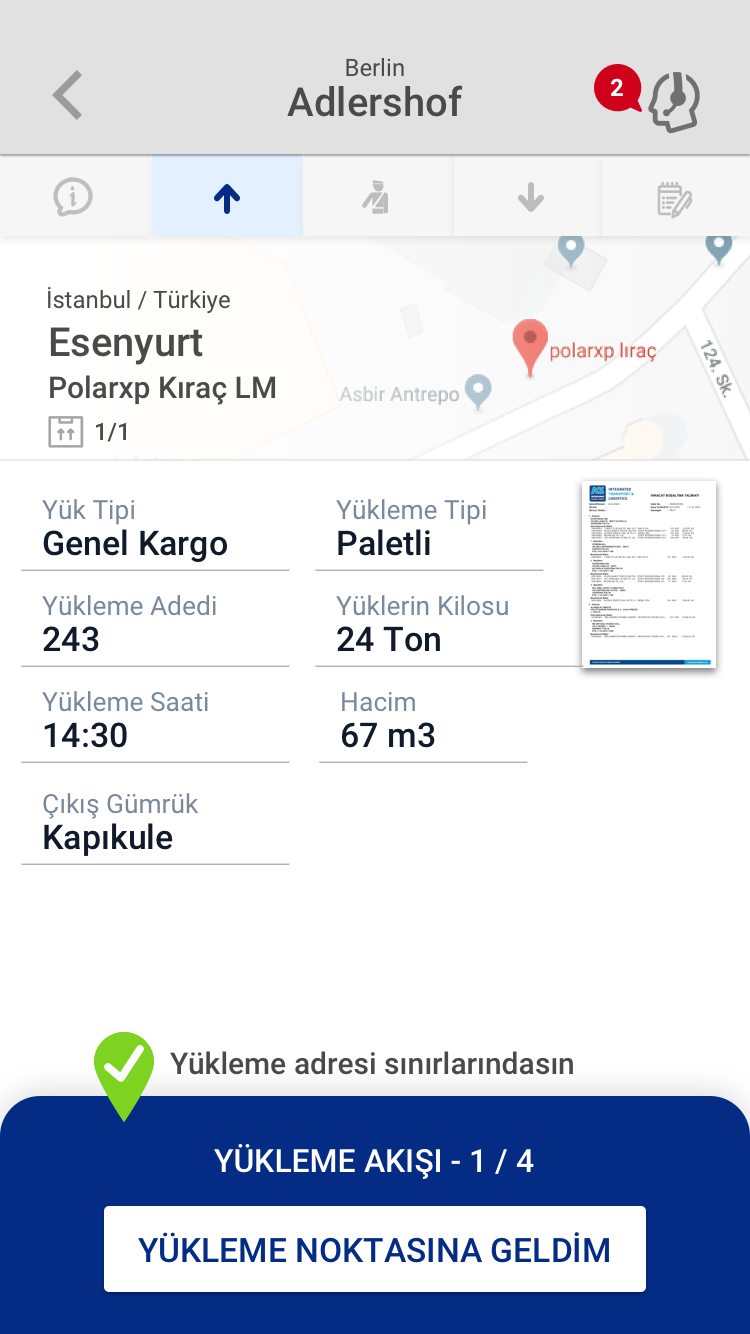 Berlin
Adlershof
2
İstanbul / Türkiye
Esenyurt
Polarxp Kıraç LM
1/1
polarxp lıraç
Asbir Antrepo
124. Sk.
Yük Tipi
Genel Kargo
Yükleme Tipi
Paletli
INTEGRATED
TRANSPORT &
LOGISTICS
İHRACAT BOŞALTMA TALİMATI
Yükleme Adedi
243
Yüklerin Kilosu
24 Ton
Yükleme Saati
14:30
Hacim
67 m3
Çıkış Gümrük
Kapıkule
Yükleme adresi sınırlarındasın
YÜKLEME AKIŞI - 1 / 4
YÜKLEME NOKTASINA GELDİM